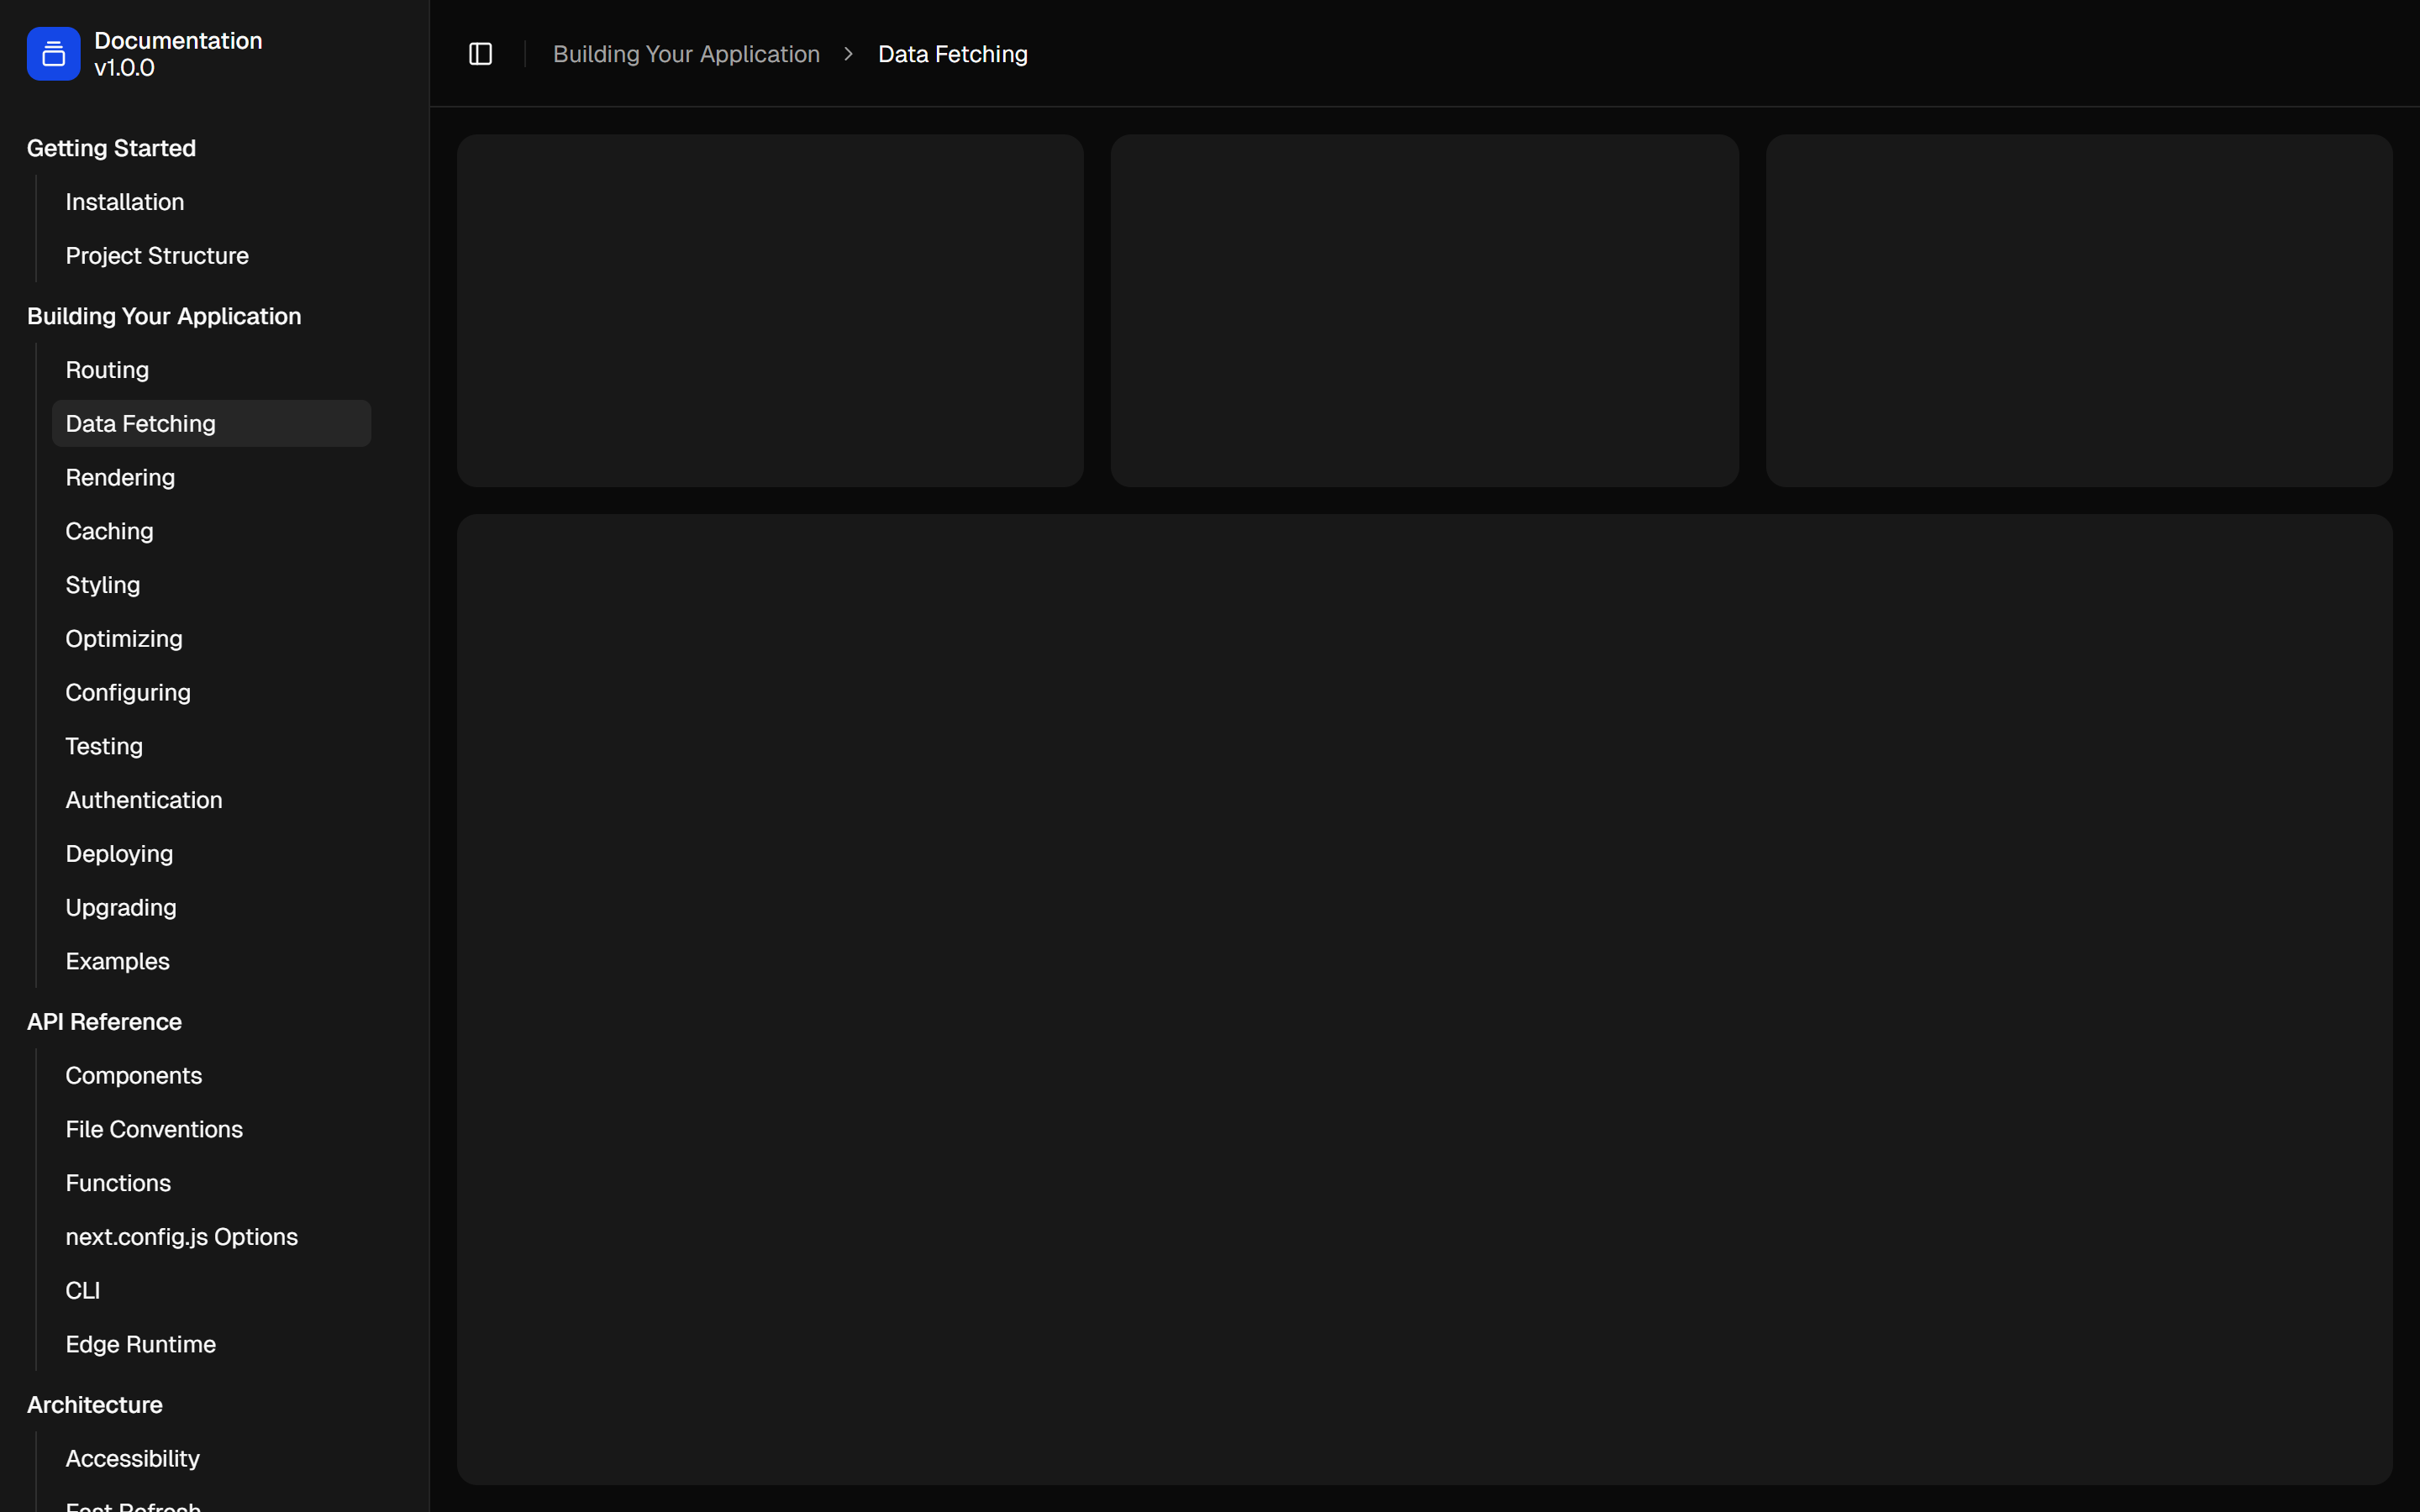 Documentation
v1.0.0
Getting Started
Installation
Project Structure
Building Your Application
Routing
Data Fetching
Rendering
Caching
Styling
Optimizing
Configuring
Testing
Authentication
Deploying
Upgrading
Examples
API Reference
Components
File Conventions
Functions
next.config.js Options
CLI
Edge Runtime
Architecture
Accessibility
Fast Refresh
Building Your Application
Data Fetching